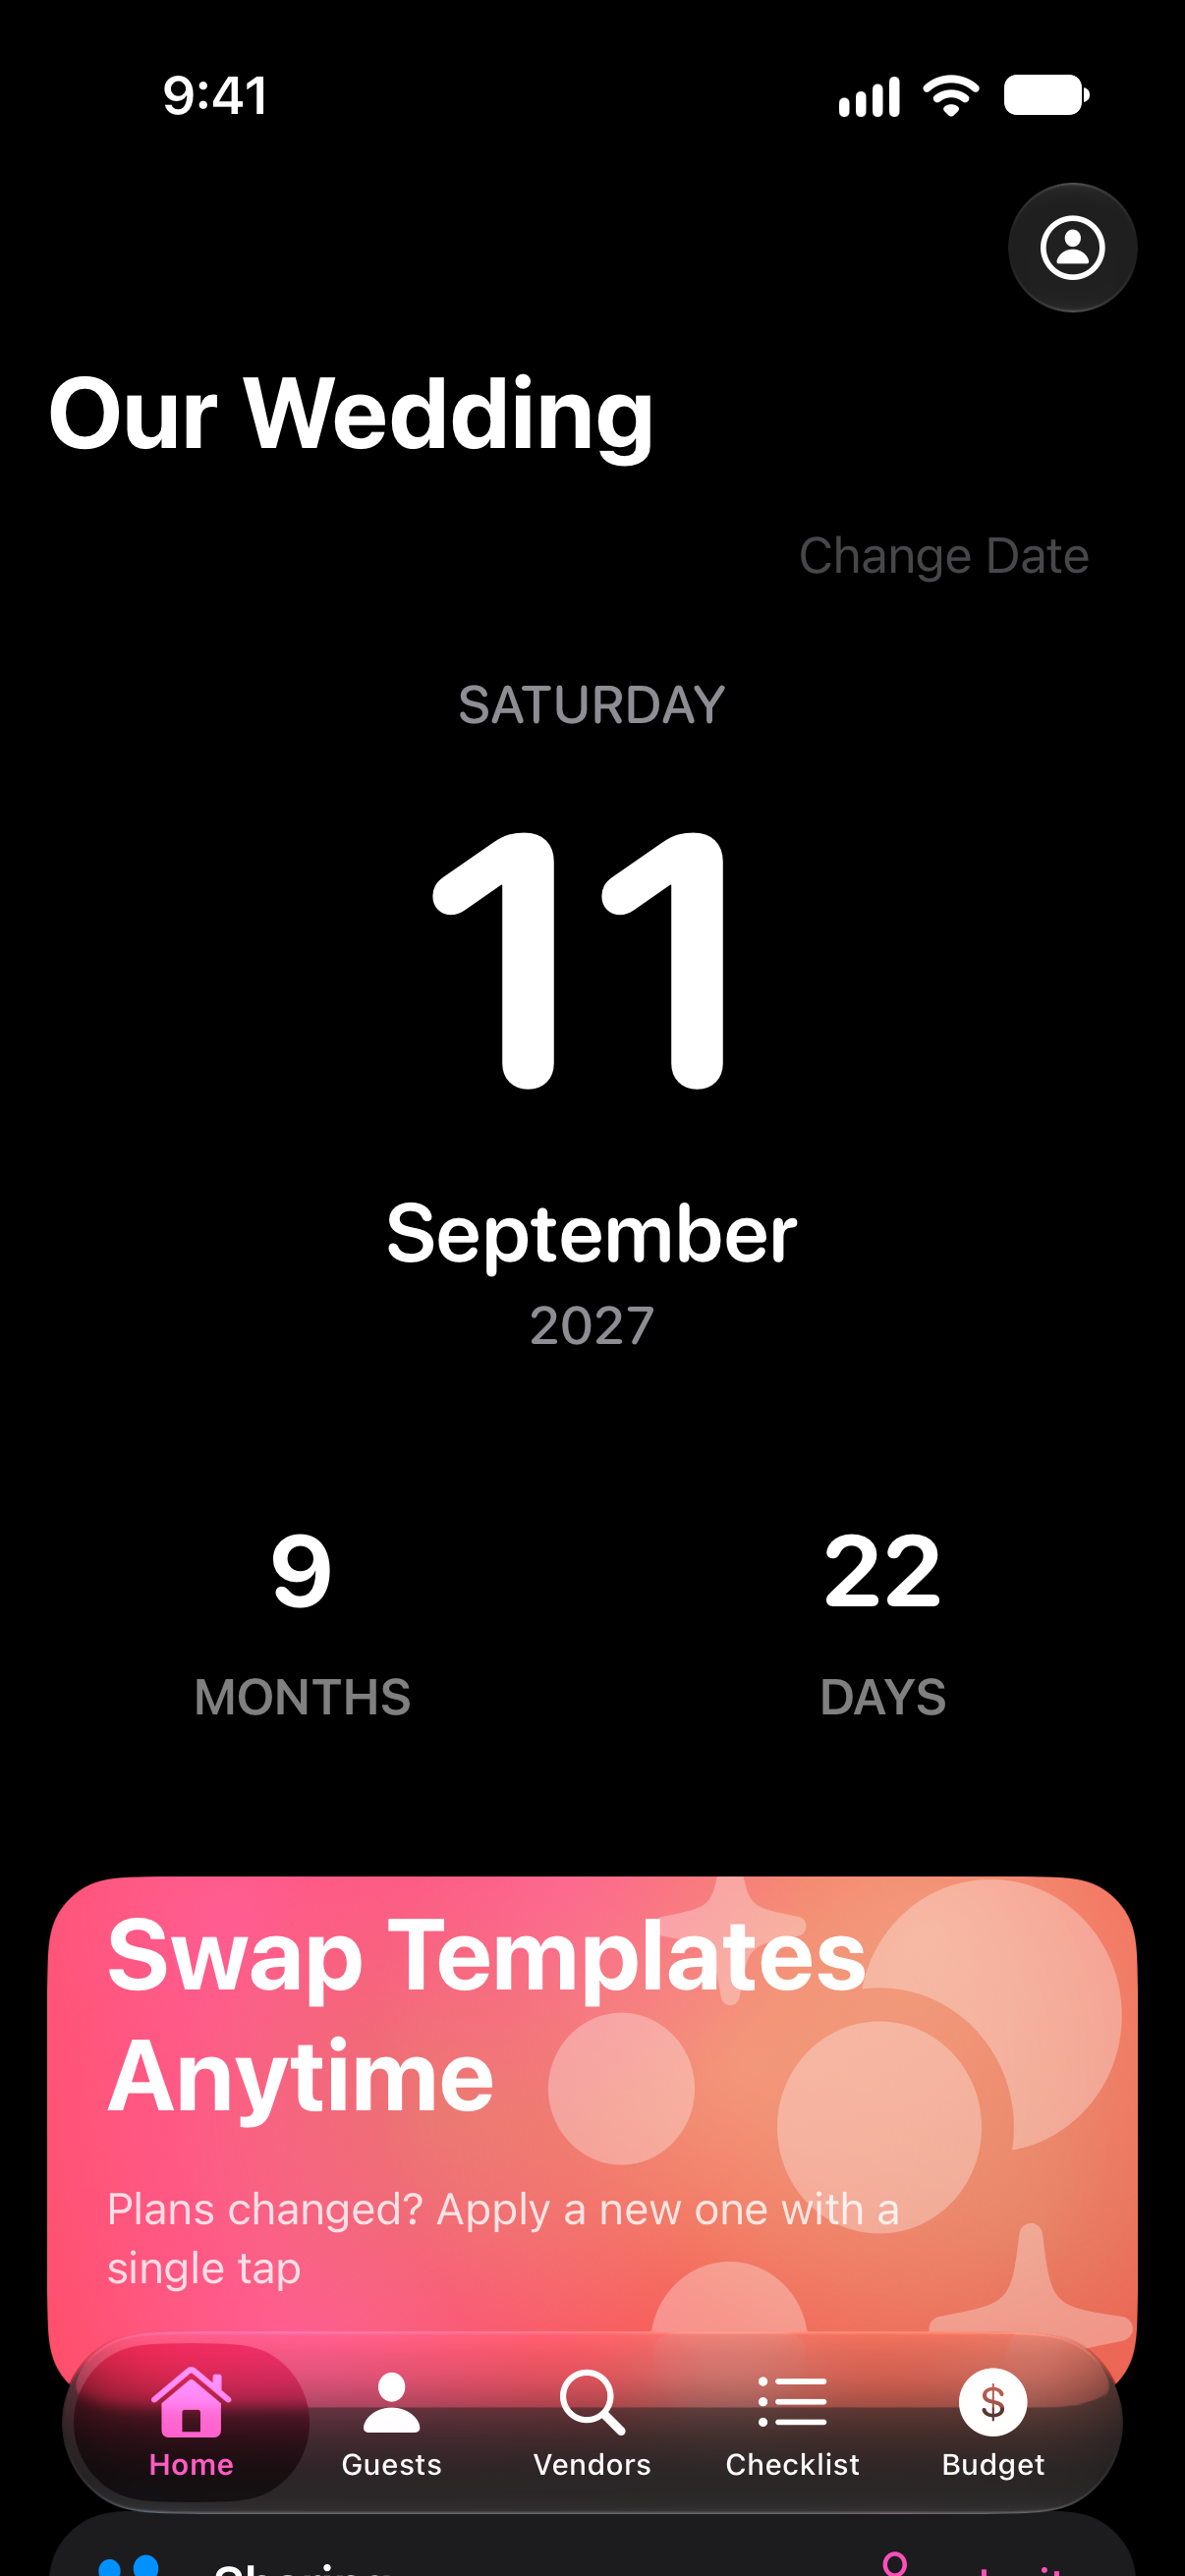 9:41
Our Wedding
Change Date
SATURDAY
11
September
2027
9
22
MONTHS
DAYS
Swap Templates
Anytime
Plans changed? Apply a new one with a
single tap
Home
Guests
Vendors
Checklist
$
Budget